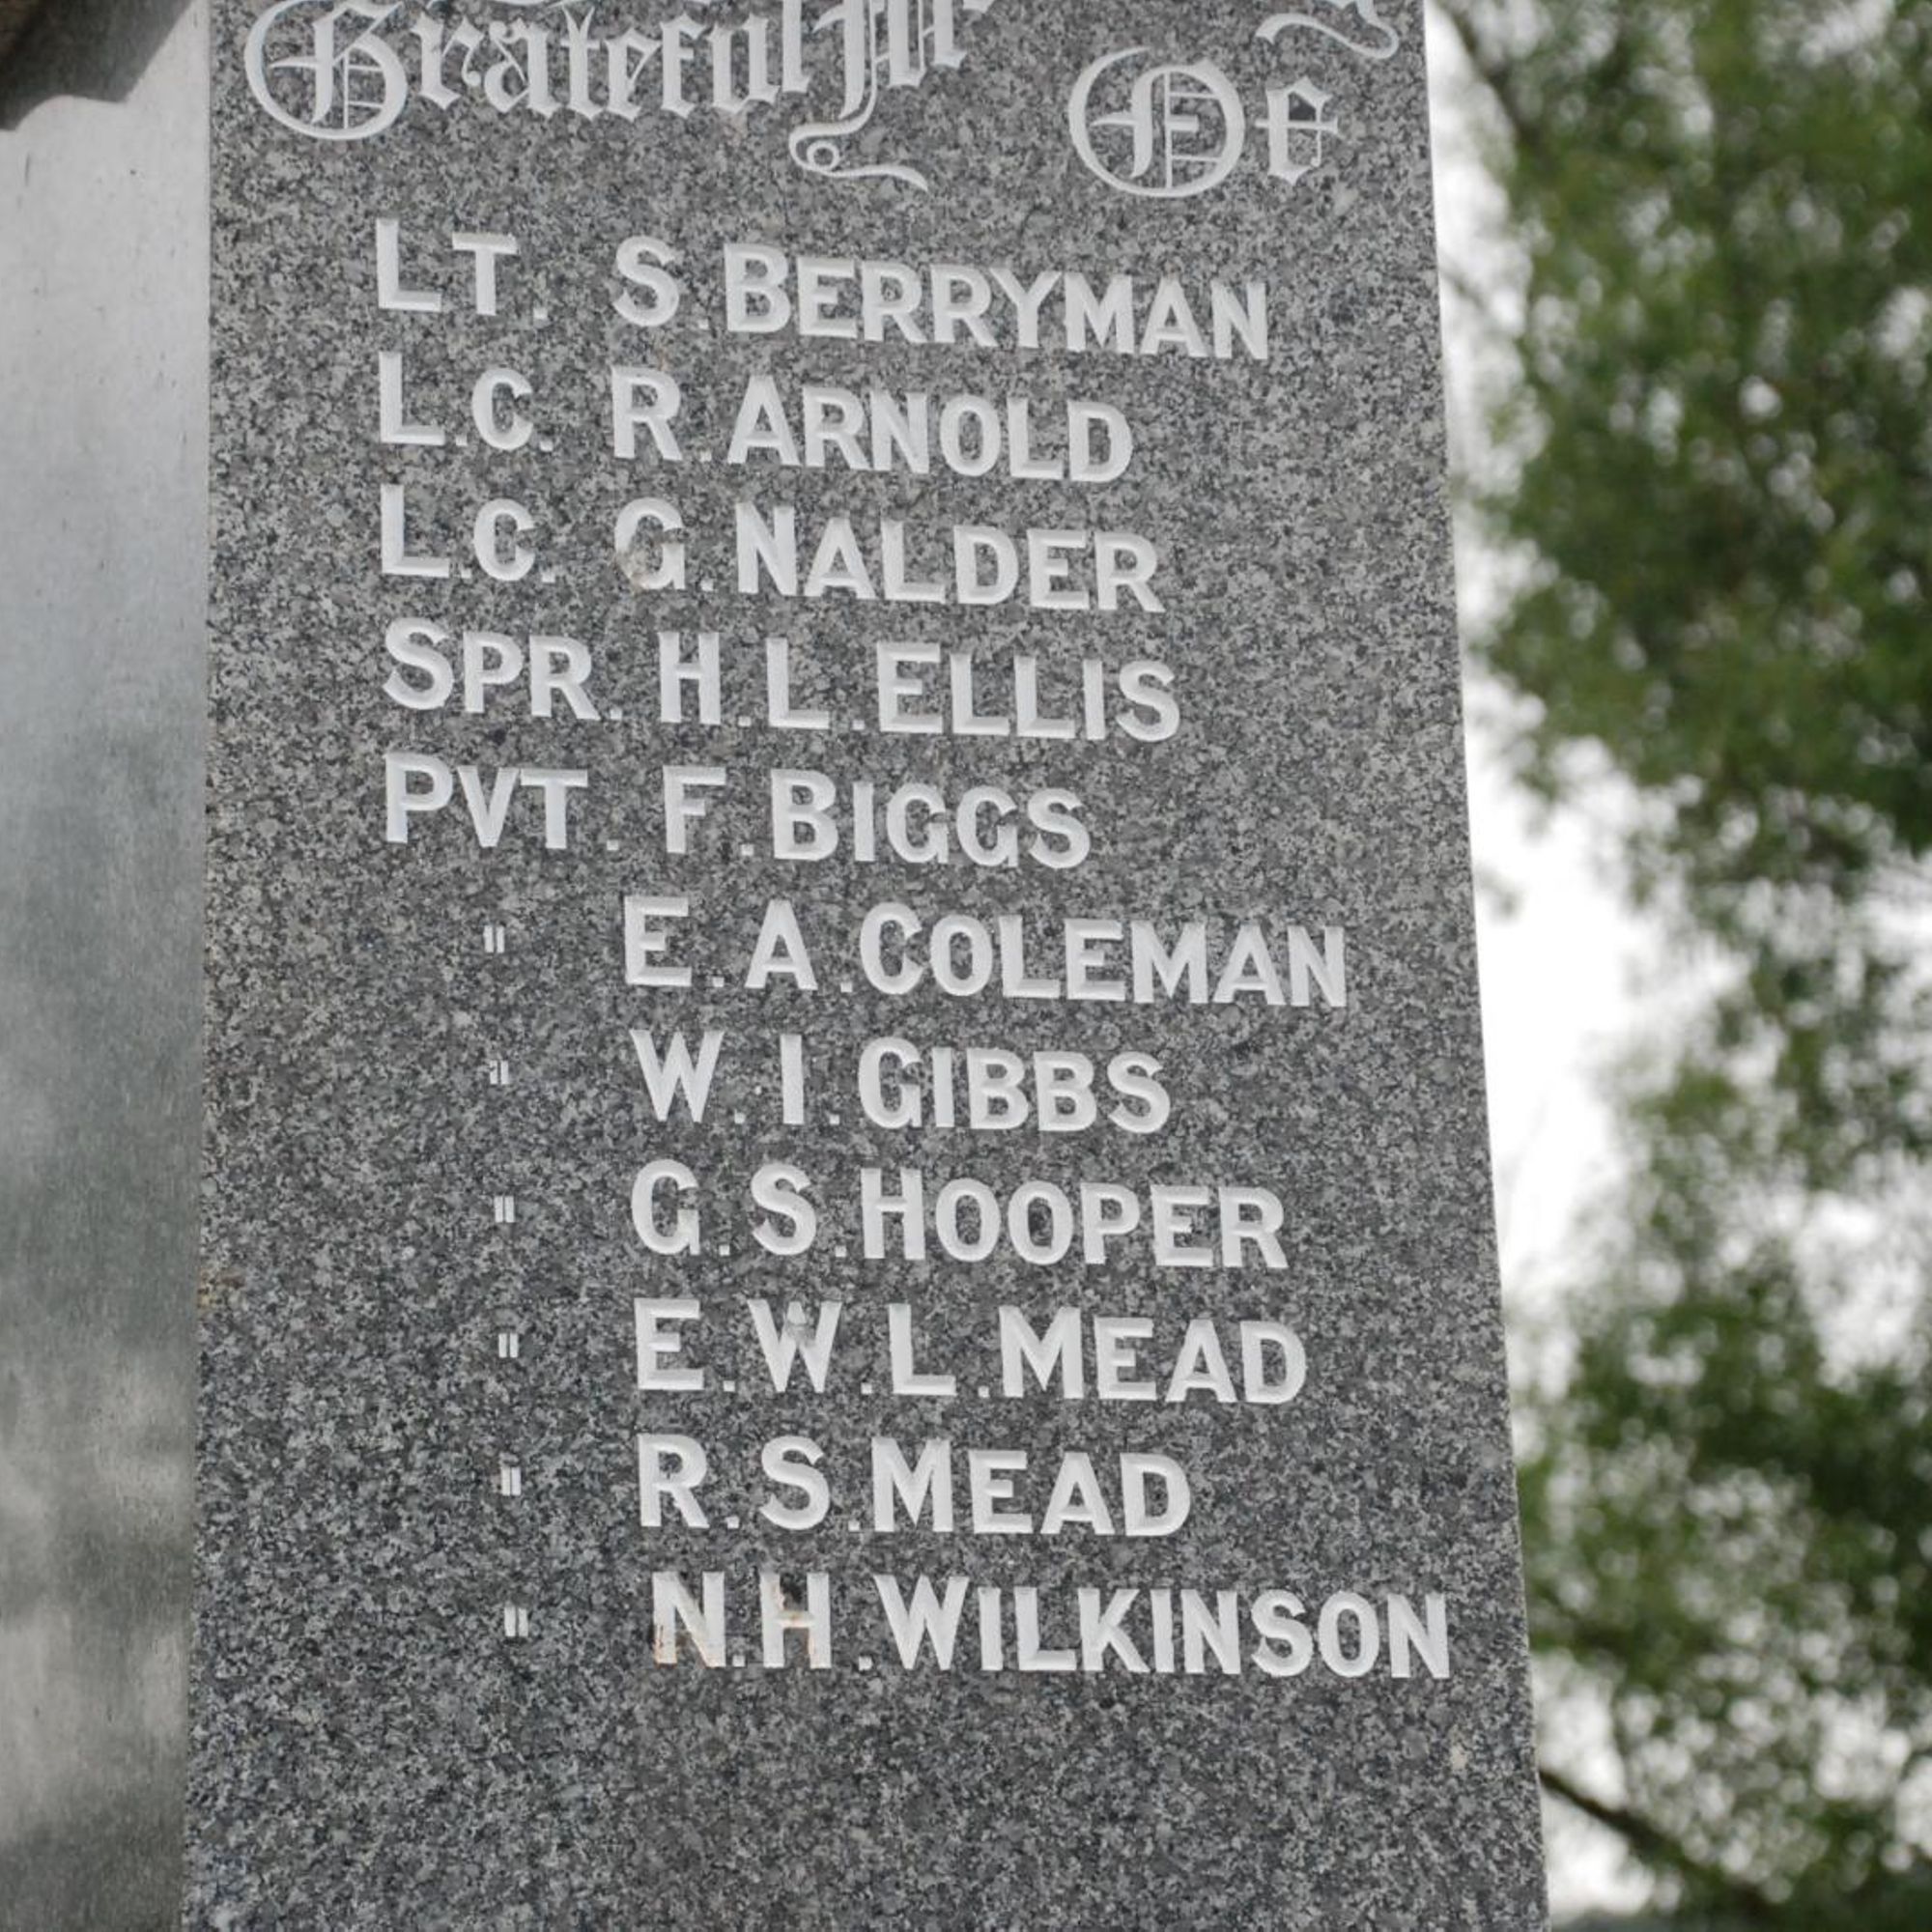 Grateful
Of
LT. S. BERRYMAN
L.C. R. ARNOLD
L.C. G. NALDER
SPR. H. L. ELLIS
PVT. F. BIGGS
" E. A. COLEMAN
" W. I. GIBBS
" G. S. HOOPER
" E. W. L. MEAD
" R. S. MEAD
" N. H. WILKINSON